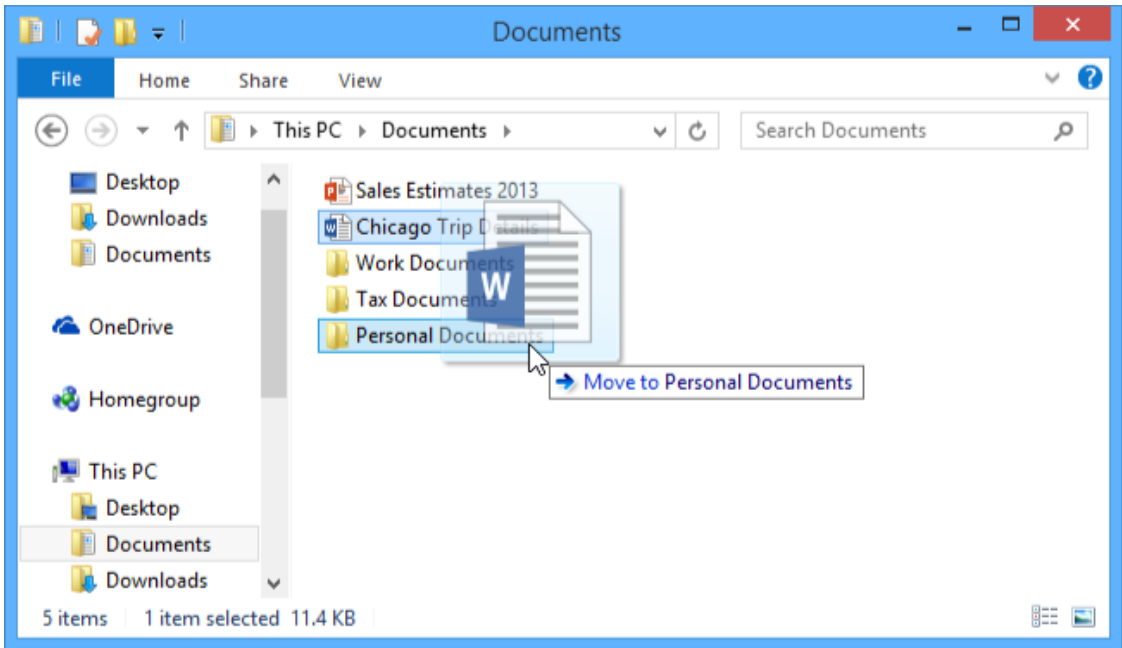 Documents
File Home Share View
This PC Documents Search Documents
Desktop
Downloads
Documents
OneDrive
Homegroup
This PC
Desktop
Documents
Downloads
Sales Estimates 2013
Chicago Trip Details
Work Documents
Tax Documents
Personal Documents
W
Move to Personal Documents
5 items 1 item selected 11.4 KB